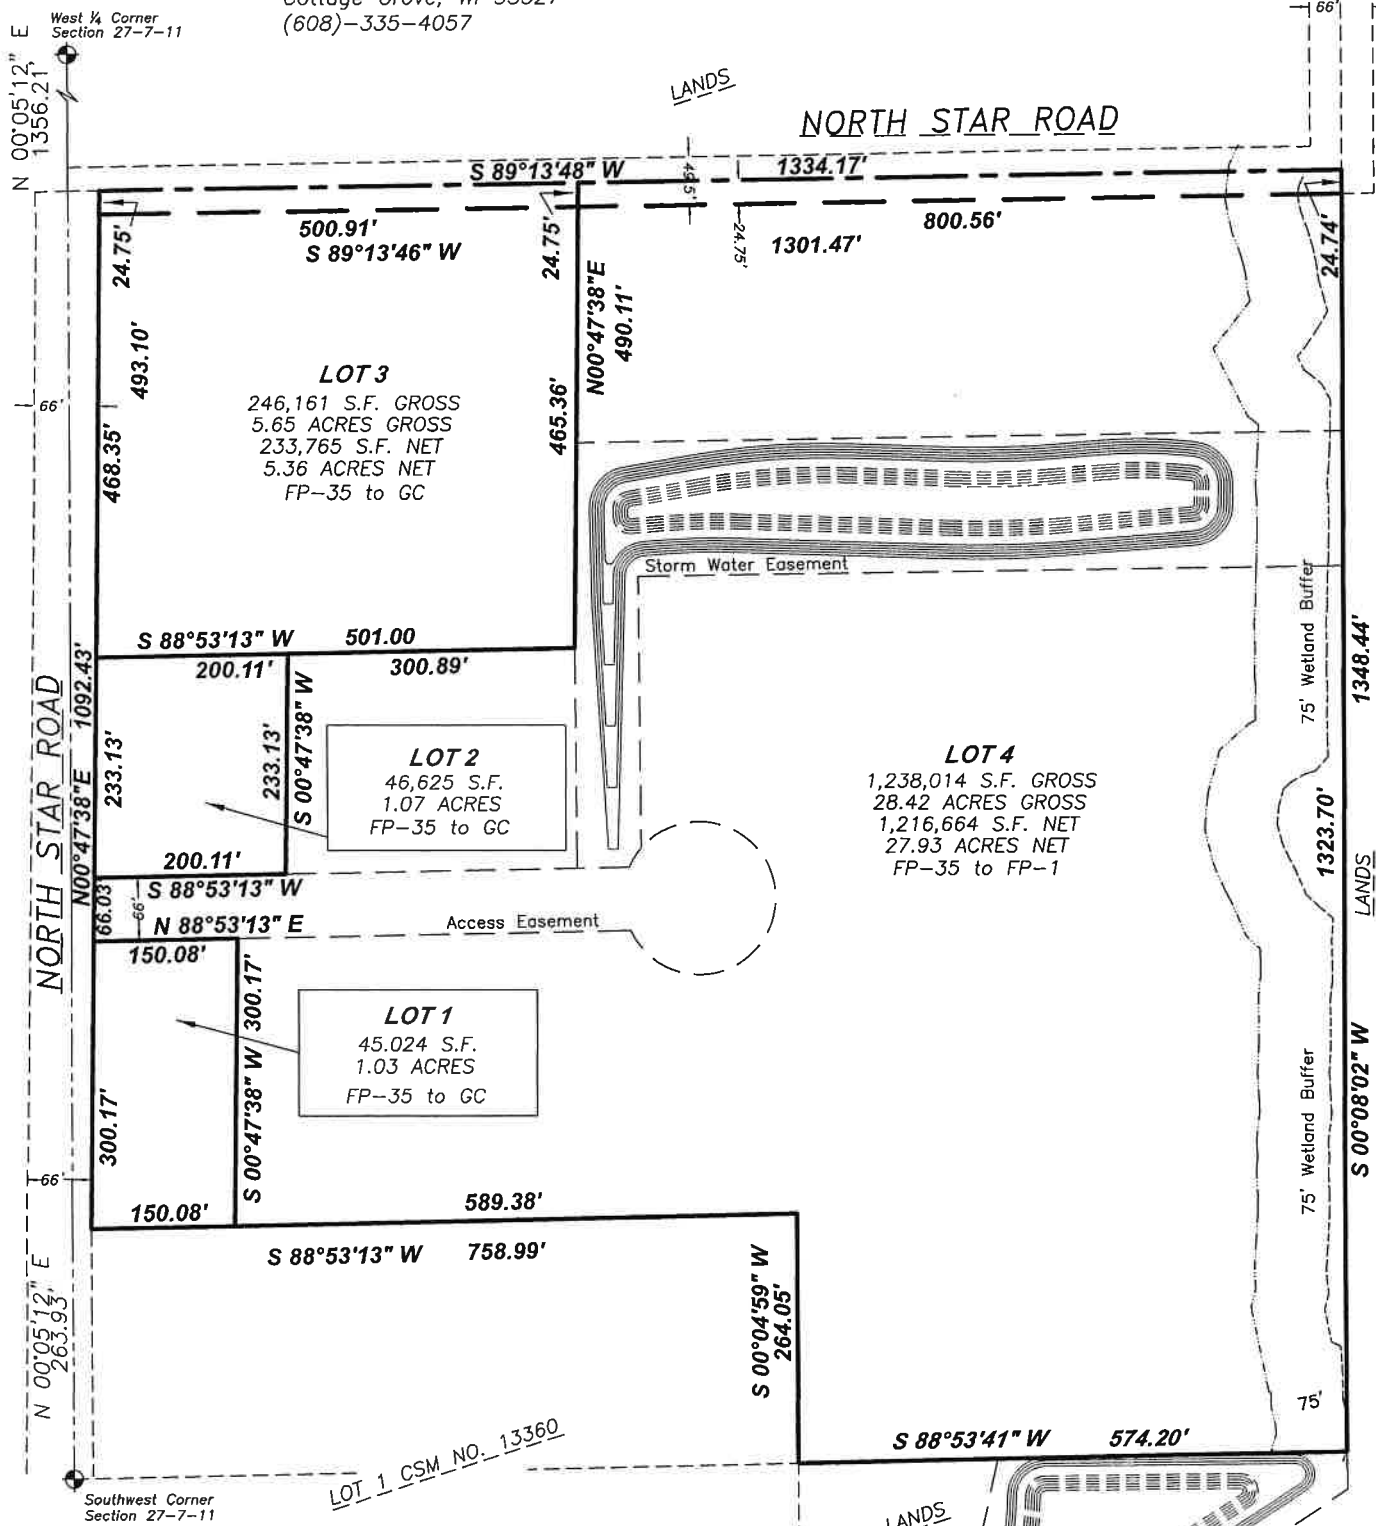 Cottage Grove, WI 53527
(608)-335-4057
West ¼ Corner
Section 27-7-11
N 00°05'12" E
1356.21'
66'
LANDS
NORTH STAR ROAD
S 89°13'48" W
1334.17'
49.5'
500.91'
S 89°13'46" W
24.75'
24.75'
24.75'
1301.47'
800.56'
24.74'
N00°47'38"E
490.11'
493.10'
468.35'
465.36'
66'
LOT 3
246,161 S.F. GROSS
5.65 ACRES GROSS
233,765 S.F. NET
5.36 ACRES NET
FP-35 to GC
Storm Water Easement
75' Wetland Buffer
1348.44'
S 88°53'13" W
501.00
200.11'
300.89'
NORTH STAR ROAD
N00°47'38"E 1092.43'
233.13'
233.13'
S 00°47'38" W
LOT 2
46,625 S.F.
1.07 ACRES
FP-35 to GC
LOT 4
1,238,014 S.F. GROSS
28.42 ACRES GROSS
1,216,664 S.F. NET
27.93 ACRES NET
FP-35 to FP-1
1323.70'
LANDS
200.11'
S 88°53'13" W
66.03'
66'
N 88°53'13" E
Access Easement
150.08'
LOT 1
45.024 S.F.
1.03 ACRES
FP-35 to GC
300.17'
S 00°47'38" W 300.17'
75' Wetland Buffer
S 00°08'02" W
66'
150.08'
589.38'
S 88°53'13" W
758.99'
N 00°05'12" E
263.93'
S 00°04'59" W
264.05'
75'
S 88°53'41" W
574.20'
LOT 1 CSM NO. 13360
Southwest Corner
Section 27-7-11
LANDS